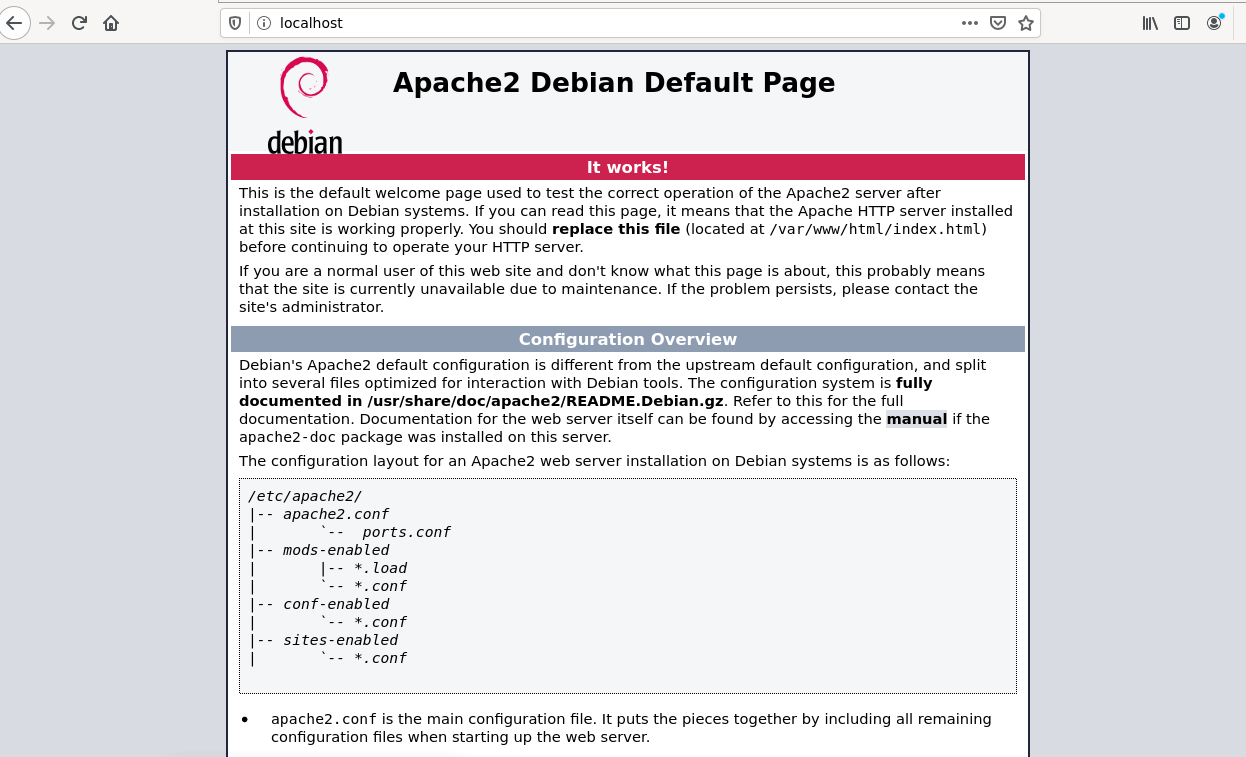 localhost
debian
Apache2 Debian Default Page
It works!
This is the default welcome page used to test the correct operation of the Apache2 server after
installation on Debian systems. If you can read this page, it means that the Apache HTTP server installed
at this site is working properly. You should replace this file (located at /var/www/html/index.html)
before continuing to operate your HTTP server.
If you are a normal user of this web site and don't know what this page is about, this probably means
that the site is currently unavailable due to maintenance. If the problem persists, please contact the
site's administrator.
Configuration Overview
Debian's Apache2 default configuration is different from the upstream default configuration, and split
into several files optimized for interaction with Debian tools. The configuration system is fully
documented in /usr/share/doc/apache2/README.Debian.gz. Refer to this for the full
documentation. Documentation for the web server itself can be found by accessing the manual if the
apache2-doc package was installed on this server.
The configuration layout for an Apache2 web server installation on Debian systems is as follows:
/etc/apache2/
|-- apache2.conf
|       `--  ports.conf
|-- mods-enabled
|       |-- *.load
|       `-- *.conf
|-- conf-enabled
|       `-- *.conf
|-- sites-enabled
|       `-- *.conf
• apache2.conf is the main configuration file. It puts the pieces together by including all remaining
configuration files when starting up the web server.